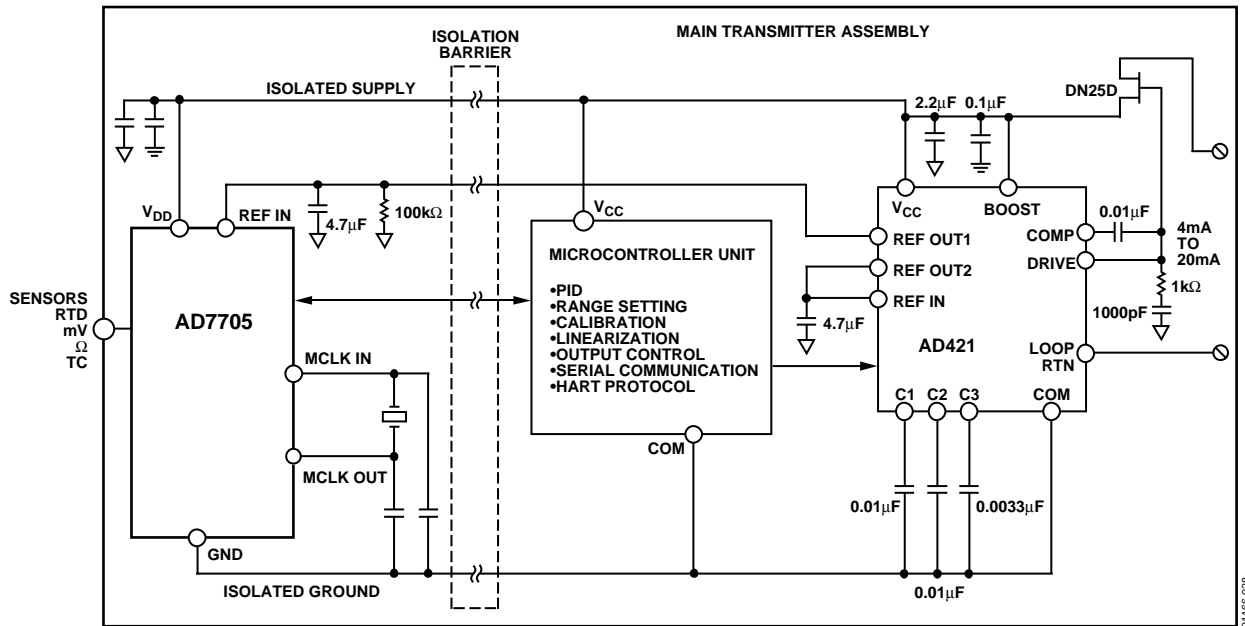 MAIN TRANSMITTER ASSEMBLY
ISOLATION
BARRIER
ISOLATED SUPPLY
DN25D
2.2μF
0.1μF
VDD
REF IN
4.7μF
100kΩ
VCC
MICROCONTROLLER UNIT
•PID
•RANGE SETTING
•CALIBRATION
•LINEARIZATION
•OUTPUT CONTROL
•SERIAL COMMUNICATION
•HART PROTOCOL
COM
SENSORS
RTD
mV
Ω
TC
AD7705
MCLK IN
MCLK OUT
GND
ISOLATED GROUND
VCC
BOOST
REF OUT1
REF OUT2
REF IN
4.7μF
AD421
COMP
DRIVE
0.01μF
4mA
TO
20mA
1kΩ
1000pF
LOOP
RTN
C1
C2
C3
COM
0.01μF
0.0033μF
0.01μF